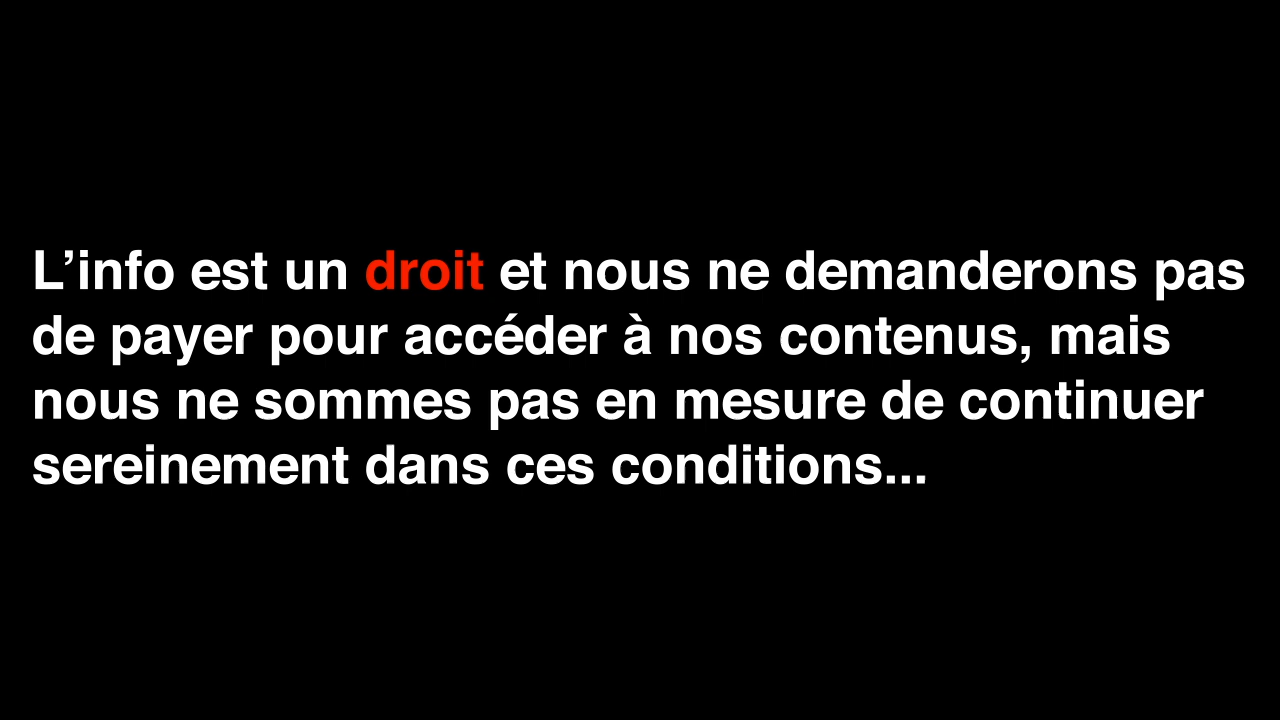 L’info est un droit et nous ne demanderons pas
de payer pour accéder à nos contenus, mais
nous ne sommes pas en mesure de continuer
sereinement dans ces conditions...